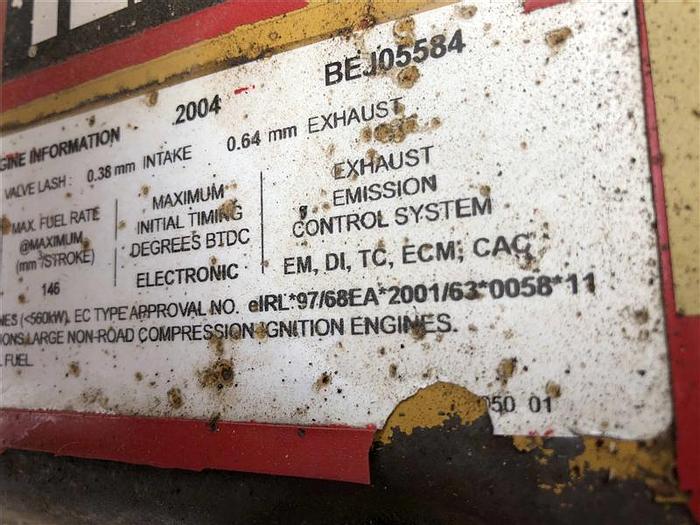 2004 BEJ05584
GINE INFORMATION
VALVE LASH : 0.38 mm INTAKE 0.64 mm EXHAUST
MAX. FUEL RATE
@MAXIMUM
(mm³/STROKE)
146
MAXIMUM
INITIAL TIMING
DEGREES BTDC
ELECTRONIC
EXHAUST
EMISSION
CONTROL SYSTEM
EM, DI, TC, ECM, CAC
NES (<560kW), EC TYPE APPROVAL NO. eIRL*97/68EA*2001/63*0058*11
IONS LARGE NON-ROAD COMPRESSION IGNITION ENGINES.
L FUEL
050 01